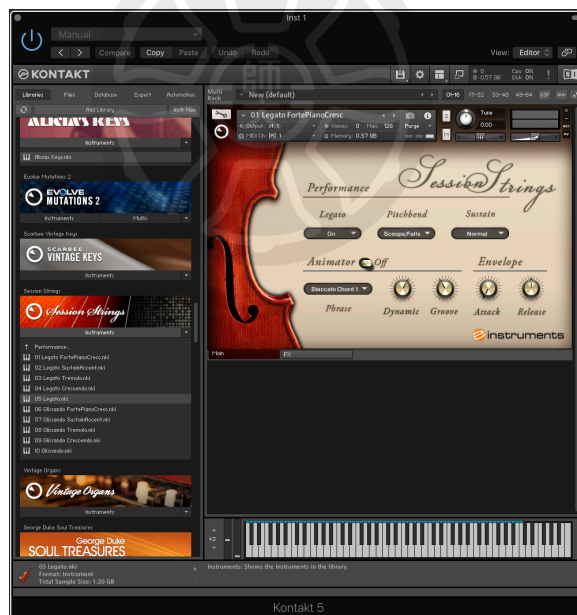 Inst 1
Manual
Compare Copy Paste Undo Redo
View: Editor
KONTAKT
Libraries Files Database Expert Automation
Multi Rack
New (default)
01-16 17-32 33-48 49-64 KSP
Add Library
ALICIA'S KEYS
Instruments
Alicias Keys.nki
Evolve Mutations 2
EVOLVE
MUTATIONS 2
Instruments Multis
Scarbee Vintage Keys
SCARBEE
VINTAGE KEYS
Instruments
Session Strings
Session Strings
Instruments
Performance:..
01 Legato FortePianoCresc.nki
02 Legato SustainAccent.nki
03 Legato Tremolo.nki
04 Legato Crescendo.nki
05 Legato.nki
06 Glissando FortePianoCresc.nki
07 Glissando SustainAccent.nki
08 Glissando Tremolo.nki
09 Glissando Crescendo.nki
10 Glissando.nki
Vintage Organs
Vintage Organs
Instruments
George Duke Soul Treasures
George Duke
SOUL TREASURES
01 Legato FortePianoCresc
Output: st.1 Voices: 0 Max: 128 Purge
MIDI Ch: [A] 1 Memory: 0.57 GB
Tune
0.00
Session Strings
Performance
Legato Pitchbend Sustain
On Scoops/Falls Normal
Animator Off Envelope
Staccato Chord 1
Phrase Dynamic Groove Attack Release
instruments
Main FX
+2
05 Legato.nki
Format: Instrument
Total Sample Size: 1.20 GB
Instruments: Shows the Instruments in the library.
Kontakt 5